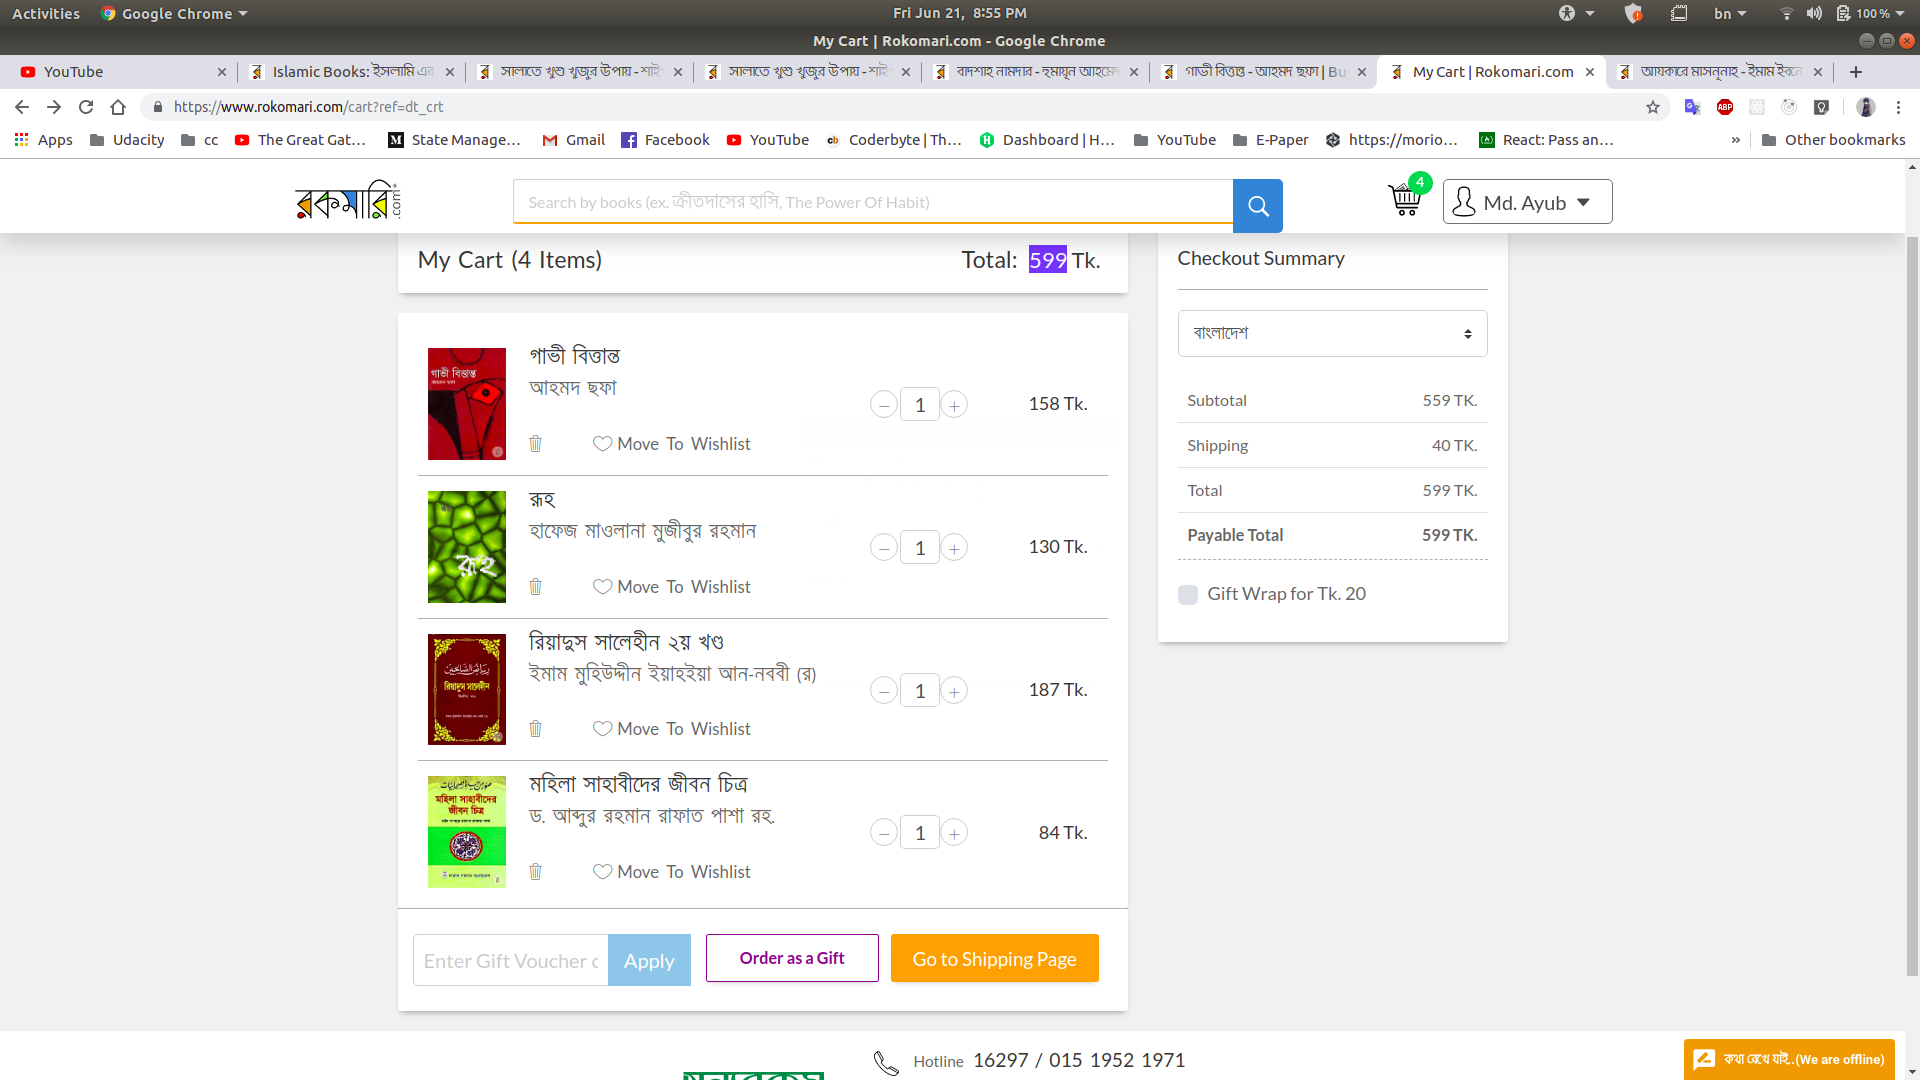 Activities Google Chrome Fri Jun 21, 8:55 PM bn 100 %
My Cart | Rokomari.com - Google Chrome
YouTube Islamic Books: ইসলামি এর সালাতে খুশু খুজুর উপায় - শাই সালাতে খুশু খুজুর উপায় - শাই বাদশাহ নামদার - হুমায়ূন আহমেদ গাভী বিত্তান্ত - আহমদ ছফা | Bu My Cart | Rokomari.com আযকারে মাসনূনাহ - ইমাম ইবনে
https://www.rokomari.com/cart?ref=dt_crt ABP
Apps Udacity cc The Great Gat... State Manage... Gmail Facebook YouTube Coderbyte | Th... Dashboard | H... YouTube E-Paper https://morio... React: Pass an... » Other bookmarks
রকমারি.com Search by books (ex. ক্রীতদাসের হাসি, The Power Of Habit) 4 Md. Ayub
My Cart (4 Items) Total: 599 Tk.
Checkout Summary
বাংলাদেশ
Subtotal 559 TK.
Shipping 40 TK.
Total 599 TK.
Payable Total 599 TK.
Gift Wrap for Tk. 20
গাভী বিত্তান্ত
আহমদ ছফা
গাভী বিত্তান্ত
আহমদ ছফা
1 158 Tk.
Move To Wishlist
রূহ
হাফেজ মাওলানা মুজীবুর রহমান
রূহ
1 130 Tk.
Move To Wishlist
রিয়াদুস সালেহীন ২য় খণ্ড
ইমাম মুহিউদ্দীন ইয়াহইয়া আন-নববী (র)
رياض الصالحين
রিয়াদুস সালেহীন
1 187 Tk.
Move To Wishlist
মহিলা সাহাবীদের জীবন চিত্র
ড. আব্দুর রহমান রাফাত পাশা রহ.
মহিলা সাহাবীদের
জীবন চিত্র
1 84 Tk.
Move To Wishlist
Enter Gift Voucher c Apply Order as a Gift Go to Shipping Page
Hotline 16297 / 015 1952 1971
কথা রেখে যাই..(We are offline)